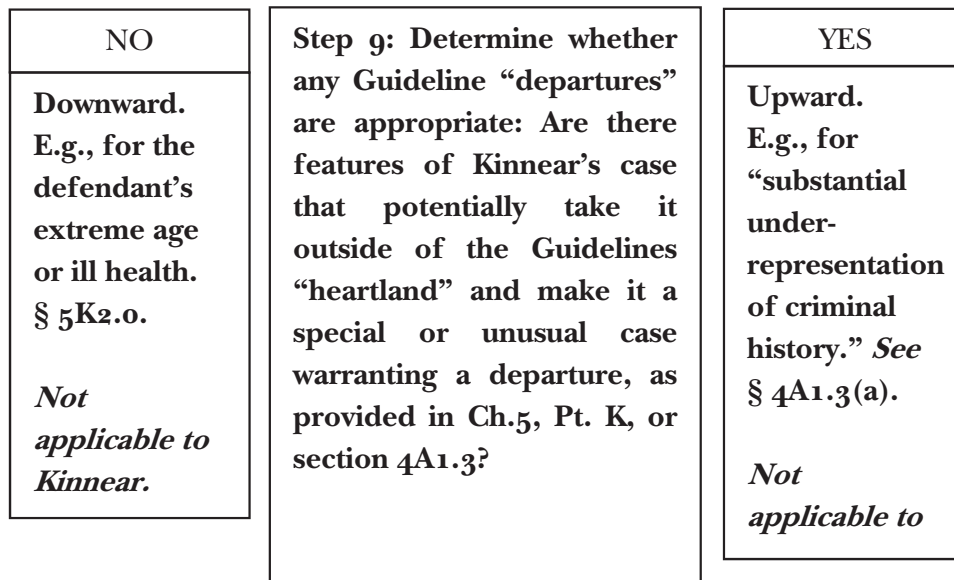 NO
Downward.
E.g., for the
defendant's
extreme age
or ill health.
§ 5K2.0.
Not
applicable to
Kinnear.
Step 9: Determine whether
any Guideline “departures”
are appropriate: Are there
features of Kinnear’s case
that potentially take it
outside of the Guidelines
“heartland” and make it a
special or unusual case
warranting a departure, as
provided in Ch.5, Pt. K, or
section 4A1.3?
YES
Upward.
E.g., for
“substantial
under-
representation
of criminal
history.” See
§ 4A1.3(a).
Not
applicable to